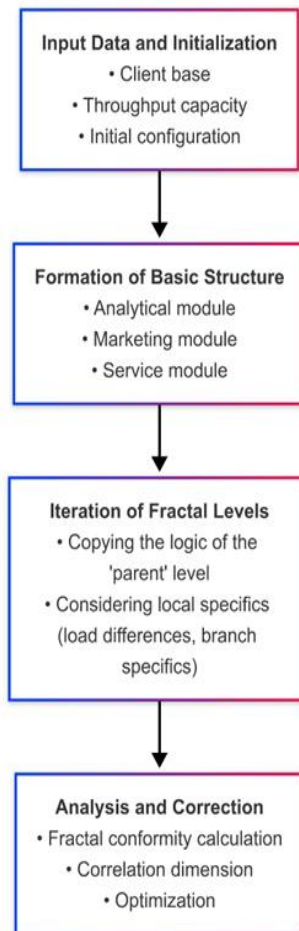 Input Data and Initialization
• Client base
• Throughput capacity
• Initial configuration
Formation of Basic Structure
• Analytical module
• Marketing module
• Service module
Iteration of Fractal Levels
• Copying the logic of the
'parent' level
• Considering local specifics
(load differences, branch
specifics)
Analysis and Correction
• Fractal conformity calculation
• Correlation dimension
• Optimization